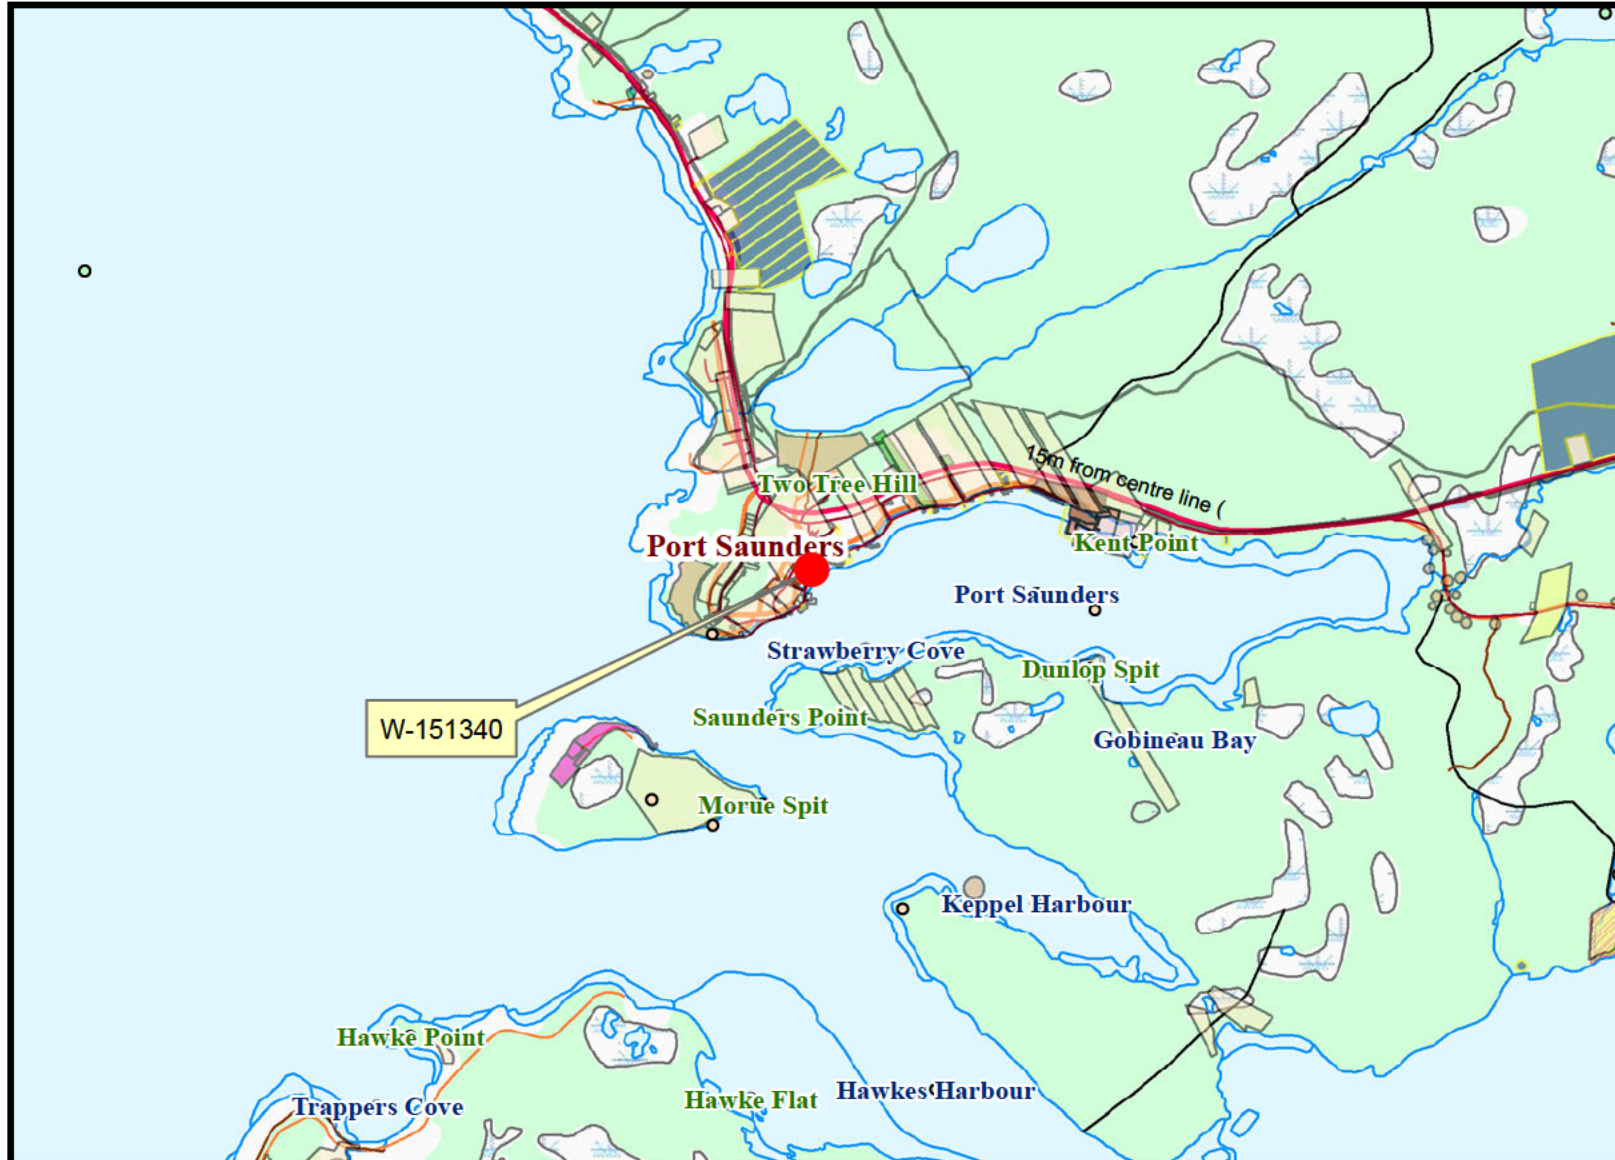 15m from centre line (
Two Tree Hill
Port Saunders
Kent Point
Port Saunders
Strawberry Cove
Dunlop Spit
W-151340
Saunders Point
Gobineau Bay
Morue Spit
Keppel Harbour
Hawke Point
Hawke Flat
Hawkes Harbour
Trappers Cove